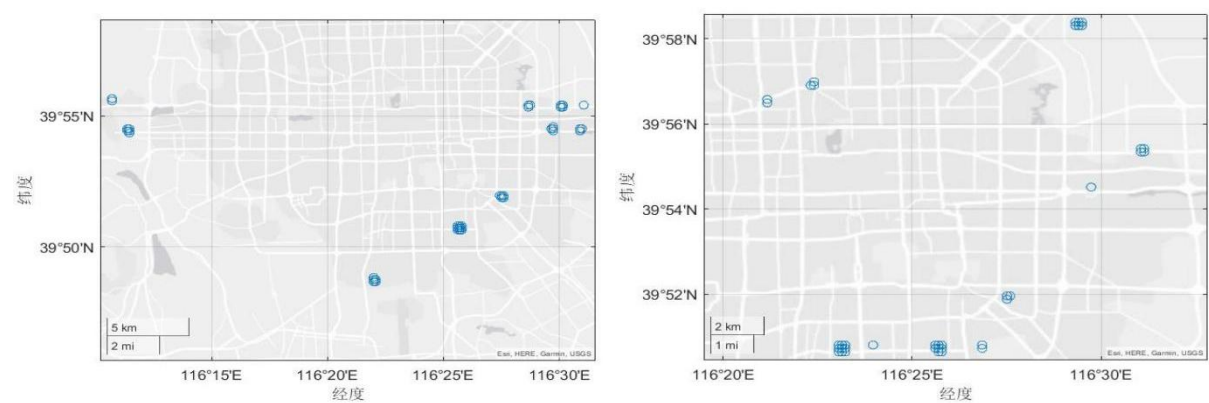 39°55'N
39°50'N
纬度
5 km
2 mi
Esri, HERE, Garmin, USGS
116°15'E
116°20'E
116°25'E
116°30'E
经度
39°58'N
39°56'N
39°54'N
39°52'N
纬度
2 km
1 mi
Esri, HERE, Garmin, USGS
116°20'E
116°25'E
116°30'E
经度